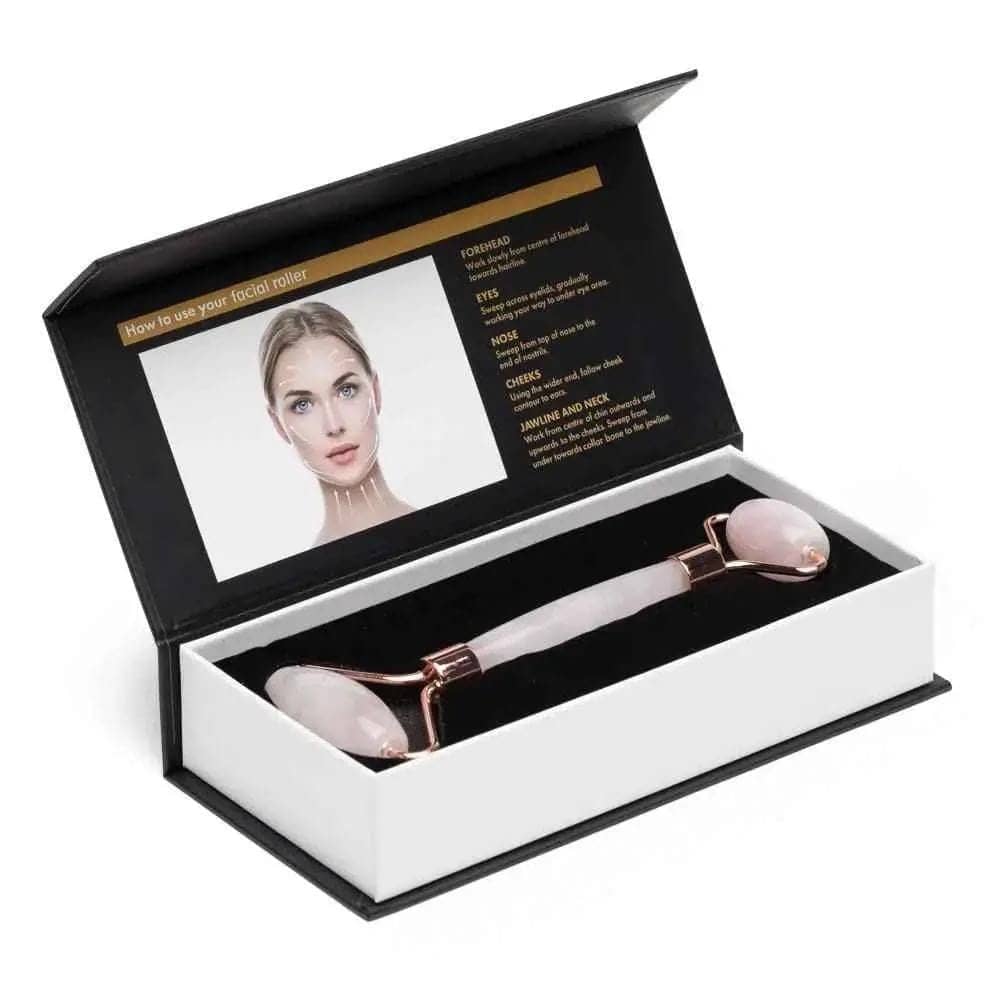 How to use your facial roller
FOREHEAD
Work slowly from centre of forehead
towards hairline.
EYES
Sweep across eyelids, gradually
working your way to under eye area.
NOSE
Sweep from top of nose to the
end of nostrils.
CHEEKS
Using the wider end, follow cheek
contour to ears.
JAWLINE AND NECK
Work from centre of chin outwards and
upwards to the cheeks. Sweep from
under towards collar bone to the jawline.